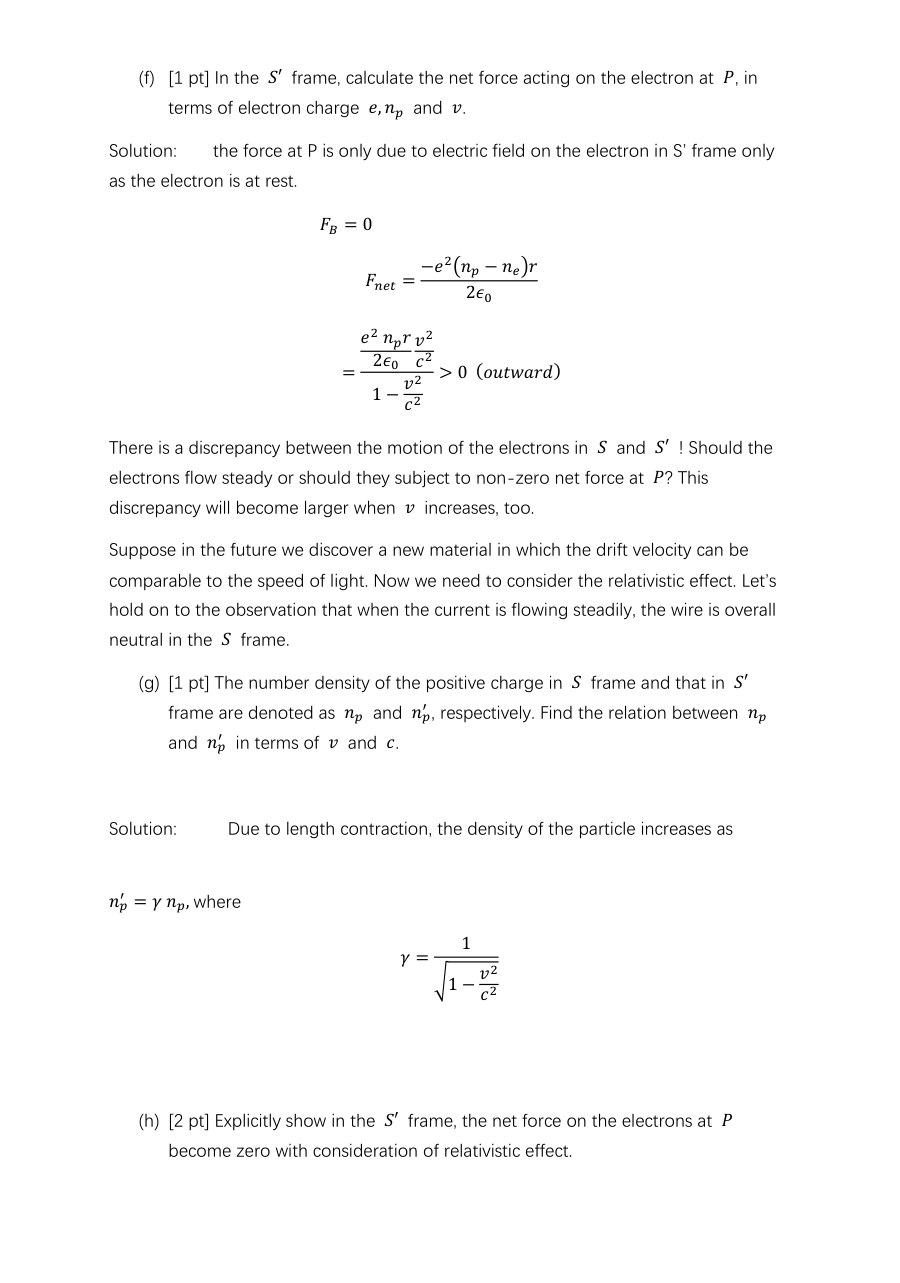 (f) [1 pt] In the S′ frame, calculate the net force acting on the electron at P, in
terms of electron charge e, n_p and v.
Solution: the force at P is only due to electric field on the electron in S' frame only
as the electron is at rest.
F_B = 0
F_net = −e²(n_p − n_e)r / 2ϵ₀
= (e² n_p r / 2ϵ₀ · v²/c²) / (1 − v²/c²) > 0 (outward)
There is a discrepancy between the motion of the electrons in S and S′ ! Should the
electrons flow steady or should they subject to non-zero net force at P? This
discrepancy will become larger when v increases, too.
Suppose in the future we discover a new material in which the drift velocity can be
comparable to the speed of light. Now we need to consider the relativistic effect. Let's
hold on to the observation that when the current is flowing steadily, the wire is overall
neutral in the S frame.
(g) [1 pt] The number density of the positive charge in S frame and that in S′
frame are denoted as n_p and n′_p, respectively. Find the relation between n_p
and n′_p in terms of v and c.
Solution: Due to length contraction, the density of the particle increases as
n′_p = γ n_p, where
γ = 1 / √(1 − v²/c²)
(h) [2 pt] Explicitly show in the S′ frame, the net force on the electrons at P
become zero with consideration of relativistic effect.